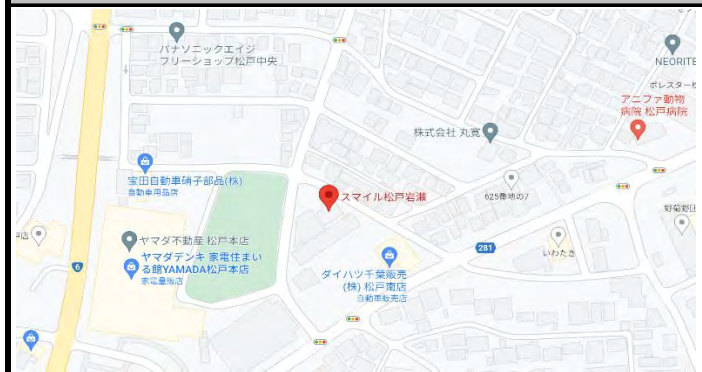 パナソニックエイジ
フリーショップ松戸中央
NEORITE
ポレスター松
アニファ動物
病院 松戸病院
株式会社 丸寛
宝田自動車硝子部品(株)
自動車用品店
スマイル松戸岩瀬
625番地の7
野菊野団
ヤマダ不動産 松戸本店
ヤマダデンキ 家電住まい
る館YAMADA松戸本店
家電量販店
281
いわたき
戸店
6
ダイハツ千葉販売
(株) 松戸南店
自動車販売店